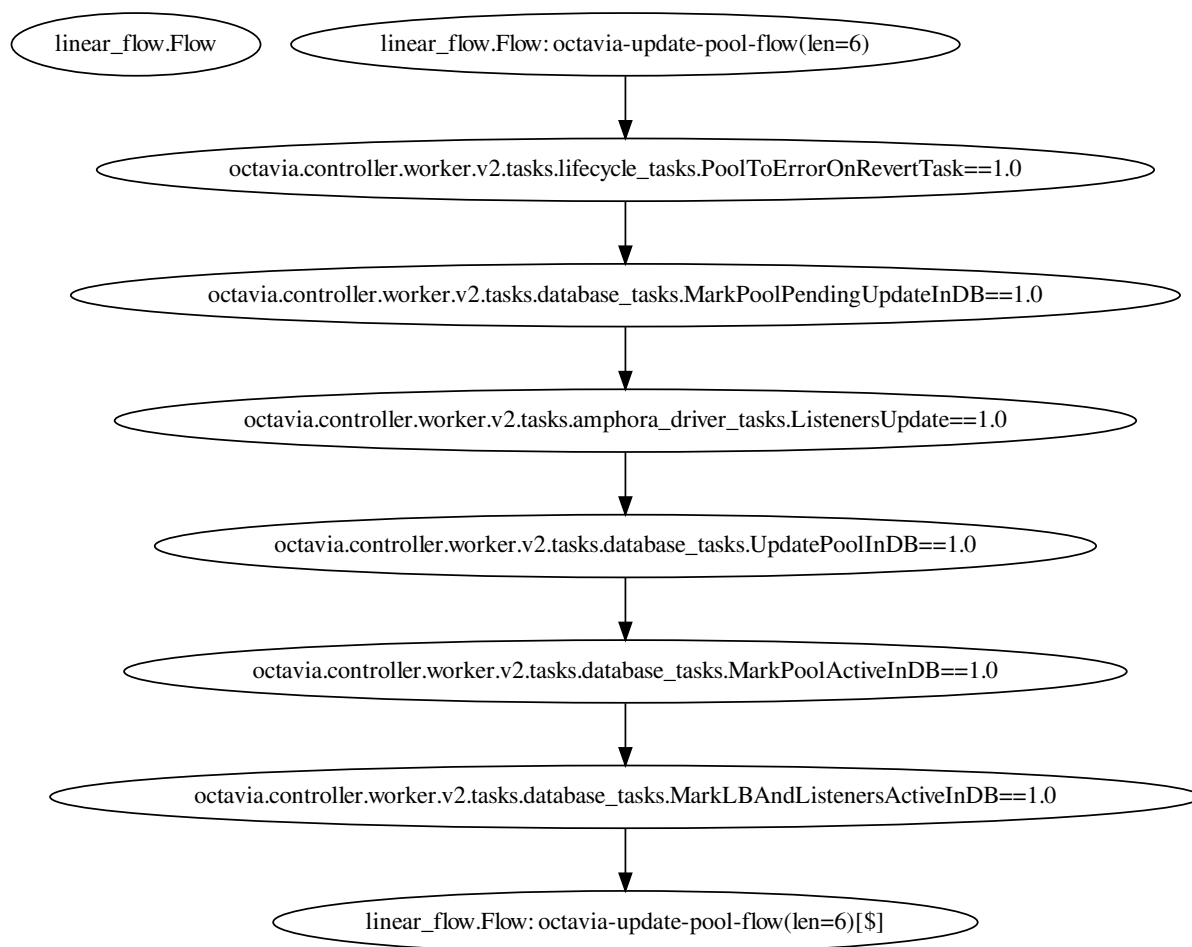 linear_flow.Flow
linear_flow.Flow: octavia-update-pool-flow(len=6)
octavia.controller.worker.v2.tasks.lifecycle_tasks.PoolToErrorOnRevertTask==1.0
octavia.controller.worker.v2.tasks.database_tasks.MarkPoolPendingUpdateInDB==1.0
octavia.controller.worker.v2.tasks.amphora_driver_tasks.ListenersUpdate==1.0
octavia.controller.worker.v2.tasks.database_tasks.UpdatePoolInDB==1.0
octavia.controller.worker.v2.tasks.database_tasks.MarkPoolActiveInDB==1.0
octavia.controller.worker.v2.tasks.database_tasks.MarkLBAndListenersActiveInDB==1.0
linear_flow.Flow: octavia-update-pool-flow(len=6)[$]